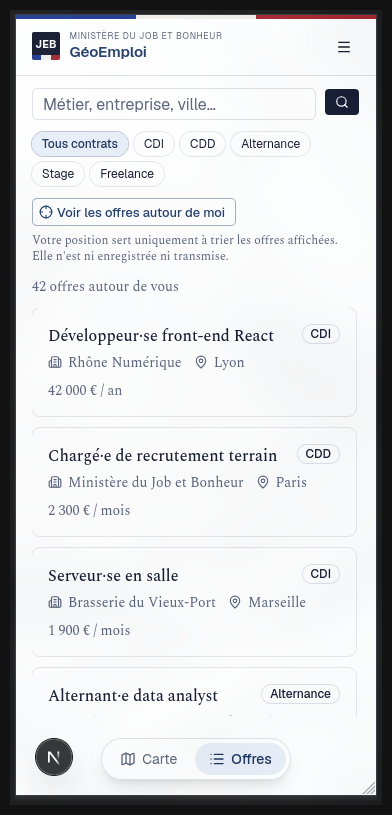 JEB
MINISTÈRE DU JOB ET BONHEUR
GéoEmploi
Métier, entreprise, ville...
Tous contrats CDI CDD Alternance
Stage Freelance
Voir les offres autour de moi
Votre position sert uniquement à trier les offres affichées.
Elle n'est ni enregistrée ni transmise.
42 offres autour de vous
Développeur·se front-end React CDI
Rhône Numérique Lyon
42 000 € / an
Chargé·e de recrutement terrain CDD
Ministère du Job et Bonheur Paris
2 300 € / mois
Serveur·se en salle CDI
Brasserie du Vieux-Port Marseille
1 900 € / mois
Alternant·e data analyst Alternance
N Carte Offres